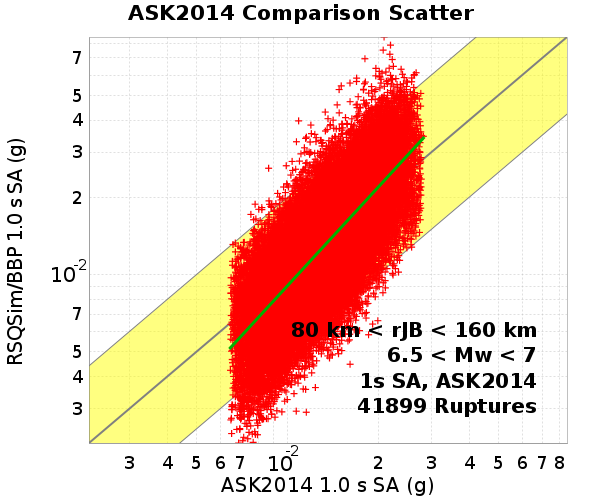 ASK2014 Comparison Scatter
RSQSim/BBP 1.0 s SA (g)
7
5
4
3
2
10-2
7
5
4
3
80 km < rJB < 160 km
6.5 < Mw < 7
1s SA, ASK2014
41899 Ruptures
3 4 5 6 7 10-2 2 3 4 5 6 7 8
ASK2014 1.0 s SA (g)